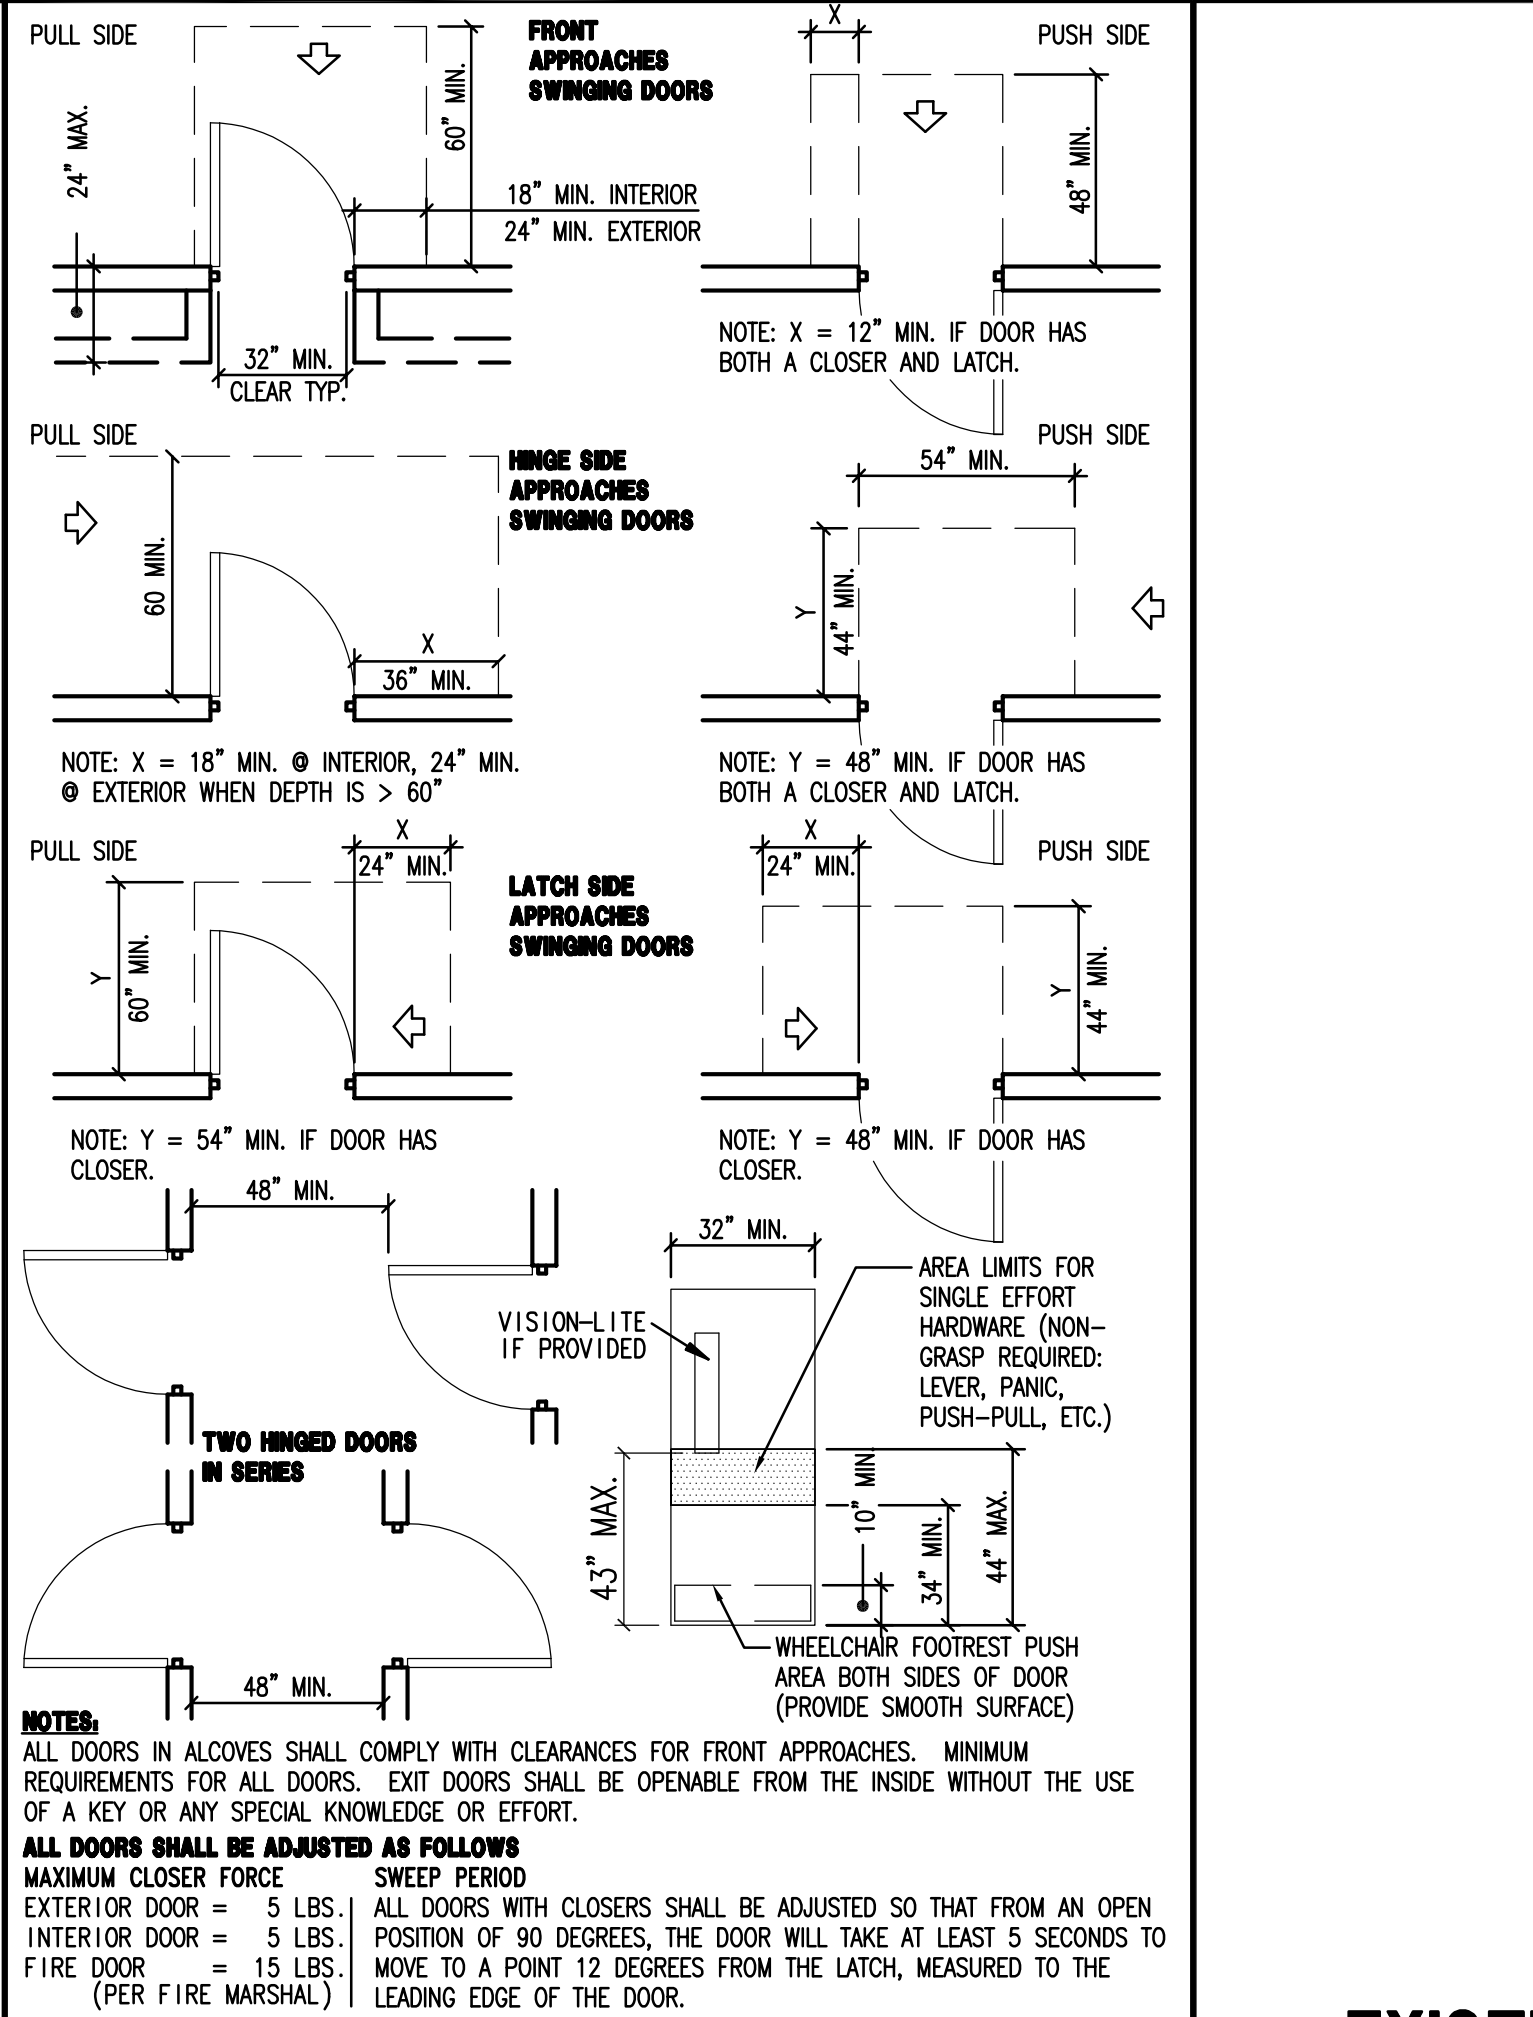 PULL SIDE
FRONT
APPROACHES
SWINGING DOORS
24" MAX.
60" MIN.
18" MIN. INTERIOR
24" MIN. EXTERIOR
32" MIN.
CLEAR TYP.
X
PUSH SIDE
48" MIN.
NOTE: X = 12" MIN. IF DOOR HAS
BOTH A CLOSER AND LATCH.
PULL SIDE
HINGE SIDE
APPROACHES
SWINGING DOORS
60 MIN.
X
36" MIN.
NOTE: X = 18" MIN. @ INTERIOR, 24" MIN.
@ EXTERIOR WHEN DEPTH IS > 60"
PUSH SIDE
54" MIN.
Y
44" MIN.
NOTE: Y = 48" MIN. IF DOOR HAS
BOTH A CLOSER AND LATCH.
PULL SIDE
X
24" MIN.
LATCH SIDE
APPROACHES
SWINGING DOORS
Y
60" MIN.
NOTE: Y = 54" MIN. IF DOOR HAS
CLOSER.
X
24" MIN.
PUSH SIDE
Y
44" MIN.
NOTE: Y = 48" MIN. IF DOOR HAS
CLOSER.
48" MIN.
TWO HINGED DOORS
IN SERIES
48" MIN.
32" MIN.
VISION-LITE
IF PROVIDED
AREA LIMITS FOR
SINGLE EFFORT
HARDWARE (NON-
GRASP REQUIRED:
LEVER, PANIC,
PUSH-PULL, ETC.)
43" MAX.
10" MIN.
34" MIN.
44" MAX.
WHEELCHAIR FOOTREST PUSH
AREA BOTH SIDES OF DOOR
(PROVIDE SMOOTH SURFACE)
NOTES:
ALL DOORS IN ALCOVES SHALL COMPLY WITH CLEARANCES FOR FRONT APPROACHES. MINIMUM
REQUIREMENTS FOR ALL DOORS. EXIT DOORS SHALL BE OPENABLE FROM THE INSIDE WITHOUT THE USE
OF A KEY OR ANY SPECIAL KNOWLEDGE OR EFFORT.
ALL DOORS SHALL BE ADJUSTED AS FOLLOWS
MAXIMUM CLOSER FORCE
EXTERIOR DOOR = 5 LBS.
INTERIOR DOOR = 5 LBS.
FIRE DOOR = 15 LBS.
(PER FIRE MARSHAL)
SWEEP PERIOD
ALL DOORS WITH CLOSERS SHALL BE ADJUSTED SO THAT FROM AN OPEN
POSITION OF 90 DEGREES, THE DOOR WILL TAKE AT LEAST 5 SECONDS TO
MOVE TO A POINT 12 DEGREES FROM THE LATCH, MEASURED TO THE
LEADING EDGE OF THE DOOR.